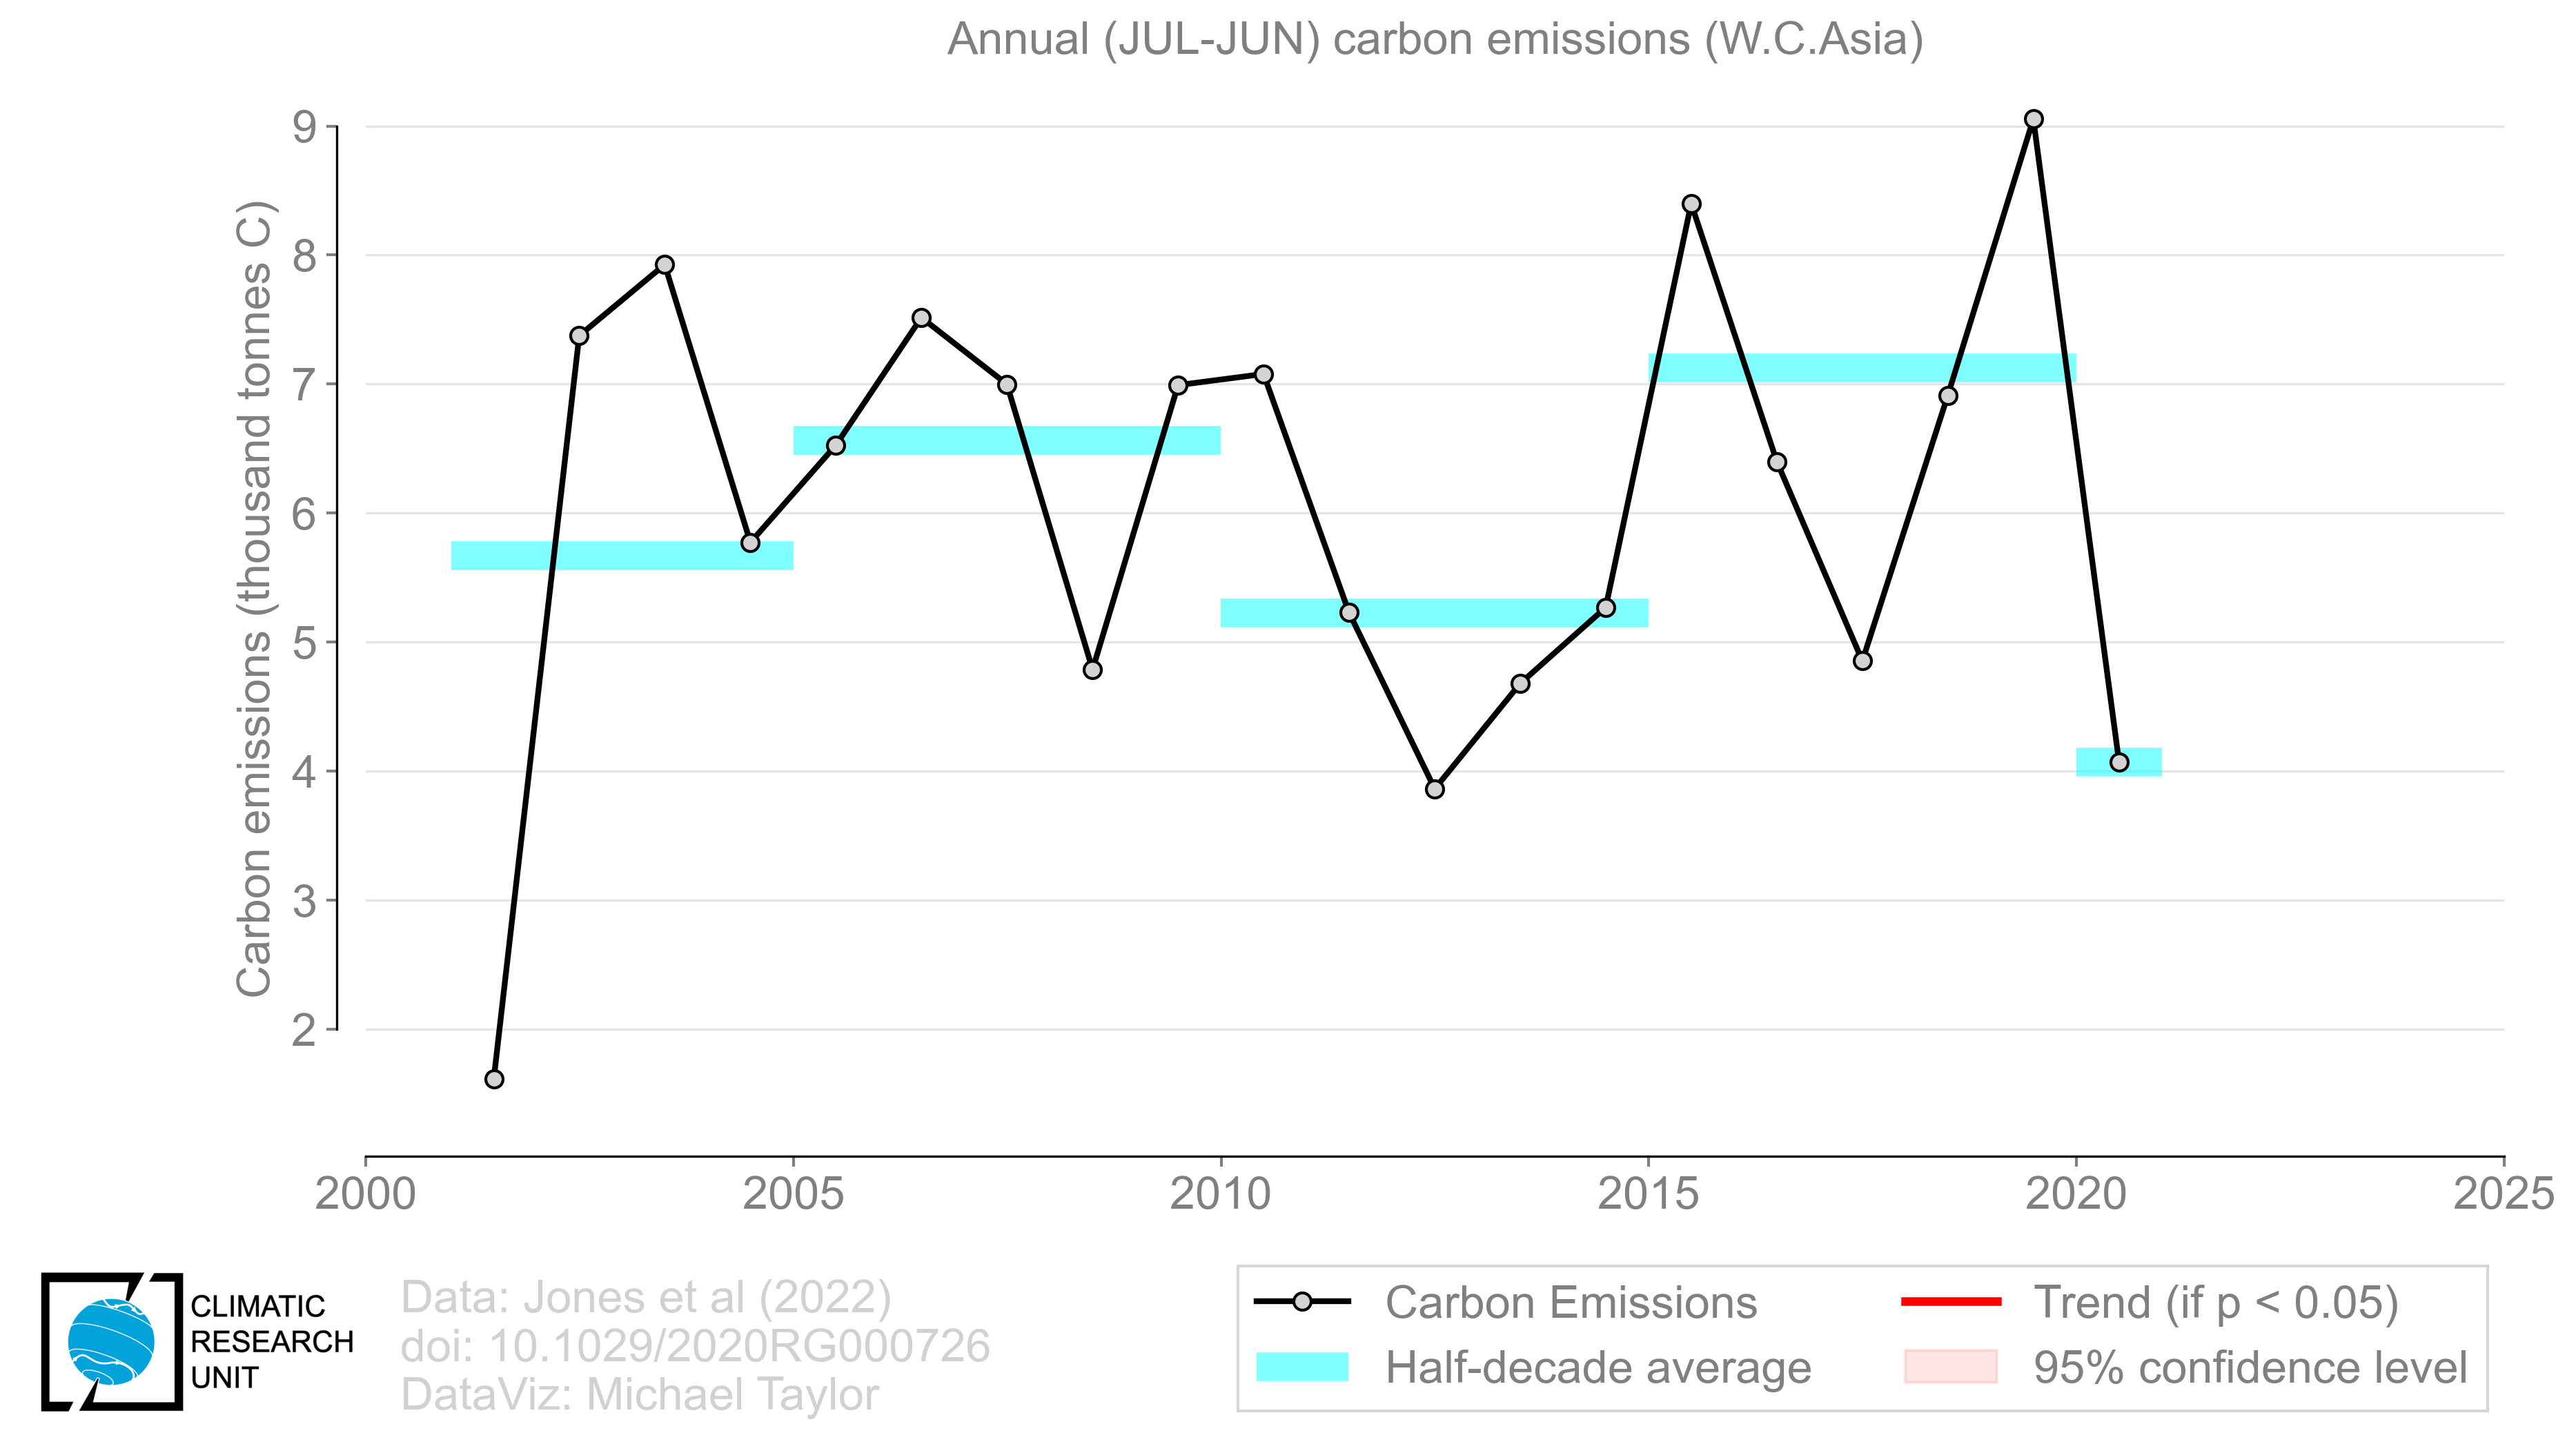 Annual (JUL-JUN) carbon emissions (W.C.Asia)
Carbon emissions (thousand tonnes C)
9
8
7
6
5
4
3
2
2000 2005 2010 2015 2020 2025
CLIMATIC
RESEARCH
UNIT
Data: Jones et al (2022)
doi: 10.1029/2020RG000726
DataViz: Michael Taylor
Carbon Emissions
Half-decade average
Trend (if p < 0.05)
95% confidence level